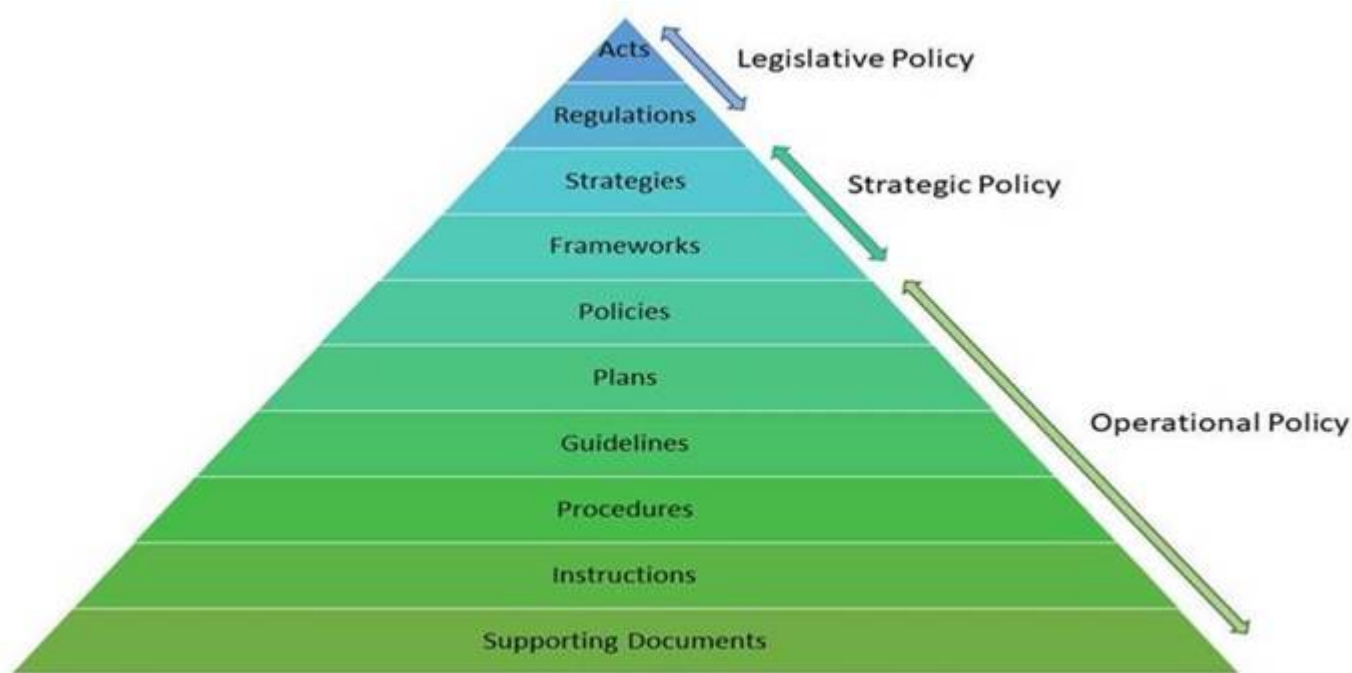 Acts
Legislative Policy
Regulations
Strategies
Strategic Policy
Frameworks
Policies
Plans
Operational Policy
Guidelines
Procedures
Instructions
Supporting Documents